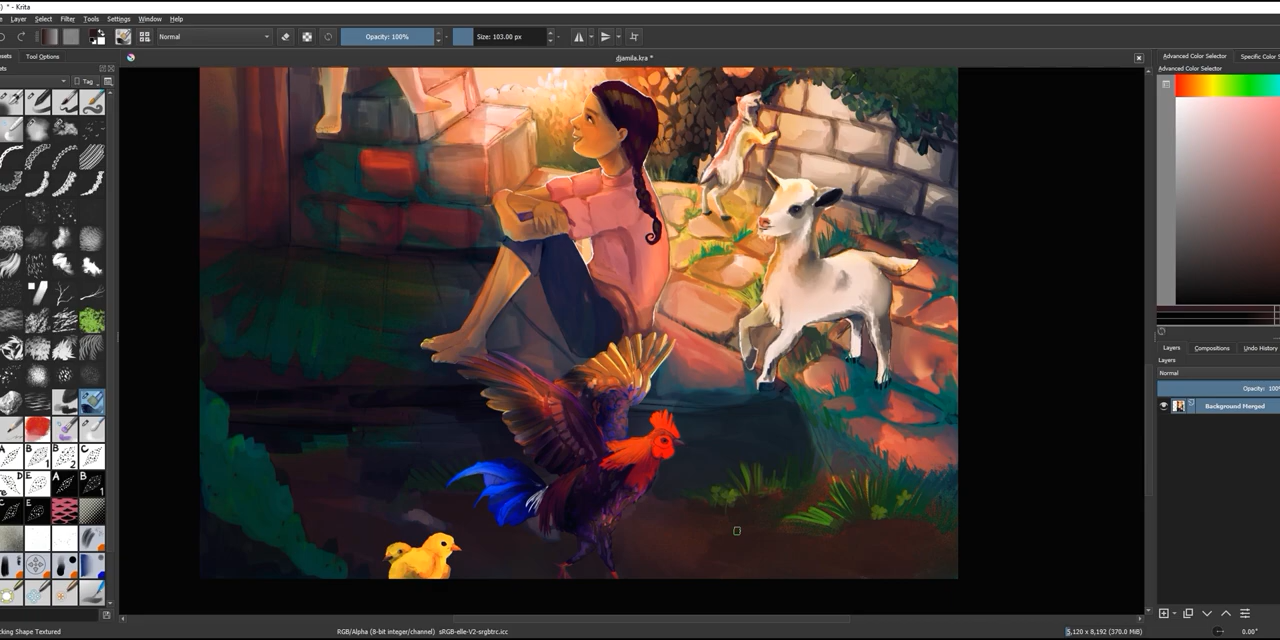 ) * - Krita
Layer Select Filter Tools Settings Window Help
Normal Opacity: 100% Size: 103.00 px
Tool Options djamila.kra * Advanced Color Selector Specific Color
Advanced Color Selector
Tag
Layers Compositions Undo History
Layers
Normal
Opacity: 100%
Background Merged
A B 1 B 2 C
D E A B 1
C E
RGB/Alpha (8-bit integer/channel) sRGB-elle-V2-srgbtrc.icc 5,120 x 8,192 (370.0 MiB) 0.00°
cking Shape Textured